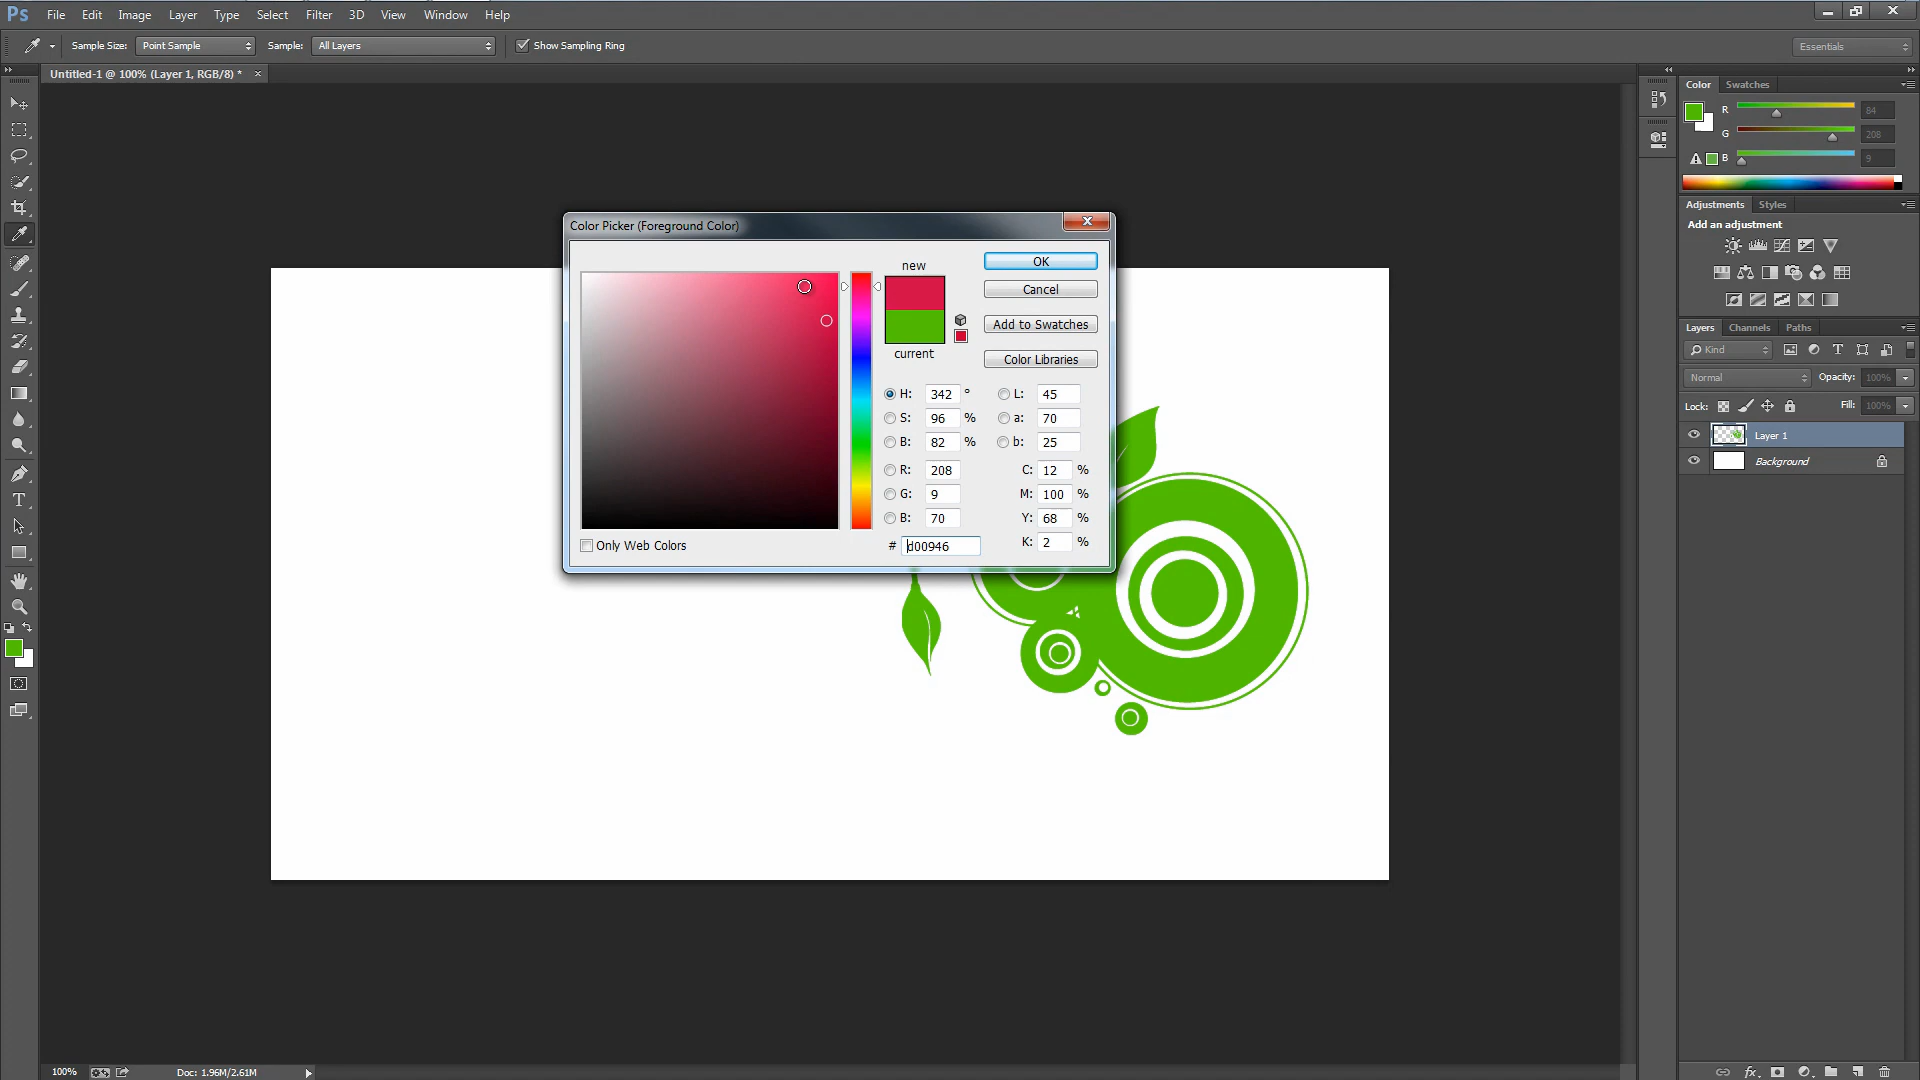 Ps File Edit Image Layer Type Select Filter 3D View Window Help
Sample Size: Point Sample Sample: All Layers Show Sampling Ring Essentials
Untitled-1 @ 100% (Layer 1, RGB/8) * ×
Color Swatches
R 84
G 208
B 9
Adjustments Styles
Add an adjustment
Layers Channels Paths
Kind
Normal Opacity: 100%
Lock: Fill: 100%
Layer 1
Background
Color Picker (Foreground Color)
new
current
OK
Cancel
Add to Swatches
Color Libraries
H: 342 ° L: 45
S: 96 % a: 70
B: 82 % b: 25
R: 208 C: 12 %
G: 9 M: 100 %
B: 70 Y: 68 %
# d00946 K: 2 %
Only Web Colors
T
100% Doc: 1.96M/2.61M
fx